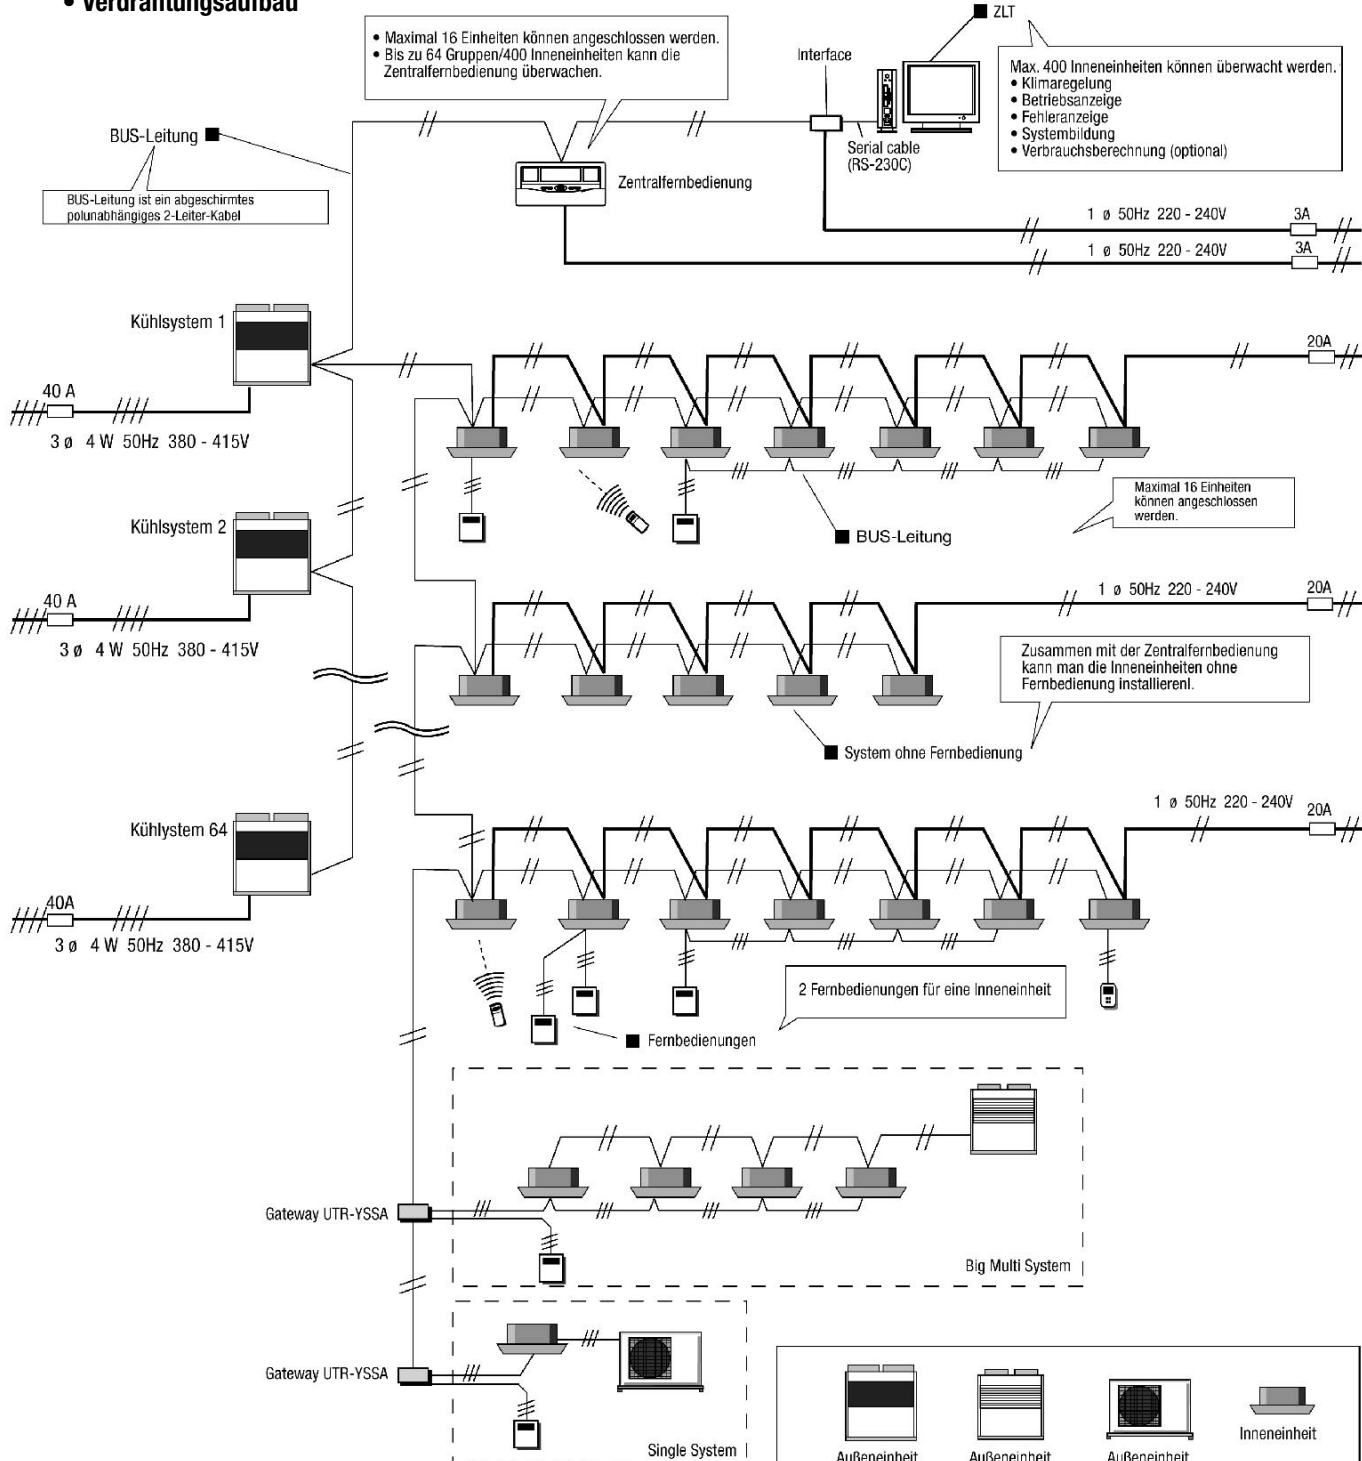 • Verdrahtungsaufbau
ZLT
• Maximal 16 Einheiten können angeschlossen werden.
• Bis zu 64 Gruppen/400 Inneneinheiten kann die
Zentralfernbedienung überwachen.
Interface
Max. 400 Inneneinheiten können überwacht werden.
• Klimaregelung
• Betriebsanzeige
• Fehleranzeige
• Systembildung
• Verbrauchsberechnung (optional)
BUS-Leitung
Serial cable
(RS-230C)
Zentralfernbedienung
BUS-Leitung ist ein abgeschirmtes
polunabhängiges 2-Leiter-Kabel
1 ø 50Hz 220 - 240V
3A
1 ø 50Hz 220 - 240V
3A
Kühlsystem 1
20A
40 A
3 ø 4 W 50Hz 380 - 415V
Maximal 16 Einheiten
können angeschlossen
werden.
Kühlsystem 2
BUS-Leitung
1 ø 50Hz 220 - 240V
20A
40 A
3 ø 4 W 50Hz 380 - 415V
Zusammen mit der Zentralfernbedienung
kann man die Inneneinheiten ohne
Fernbedienung installierenl.
System ohne Fernbedienung
1 ø 50Hz 220 - 240V
20A
Kühlystem 64
40A
3 ø 4 W 50Hz 380 - 415V
2 Fernbedienungen für eine Inneneinheit
Fernbedienungen
Gateway UTR-YSSA
Big Multi System
Gateway UTR-YSSA
Single System
Inneneinheit
Außeneinheit
Außeneinheit
Außeneinheit